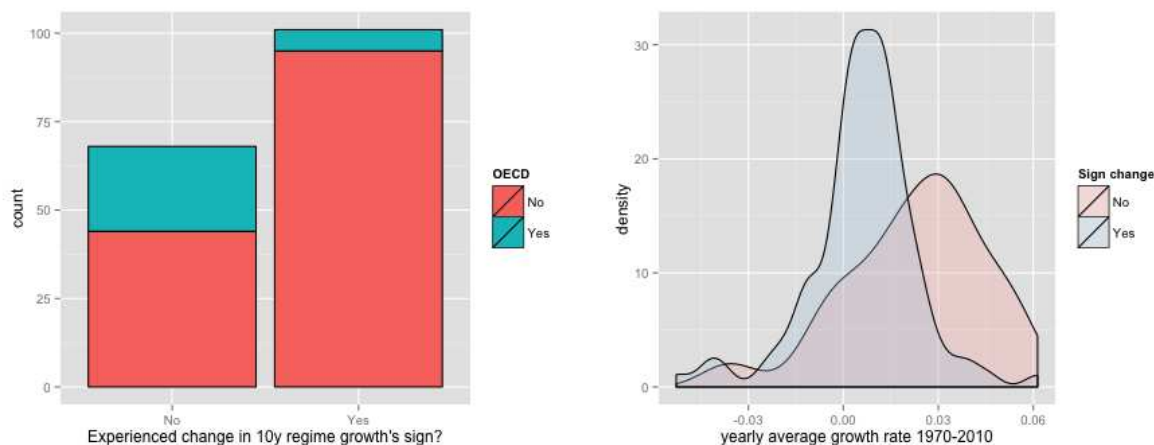 100
75
50
25
0
count
No
Yes
Experienced change in 10y regime growth's sign?
OECD
No
Yes
30
20
10
0
density
-0.03
0.00
0.03
0.06
yearly average growth rate 1970-2010
Sign change
No
Yes